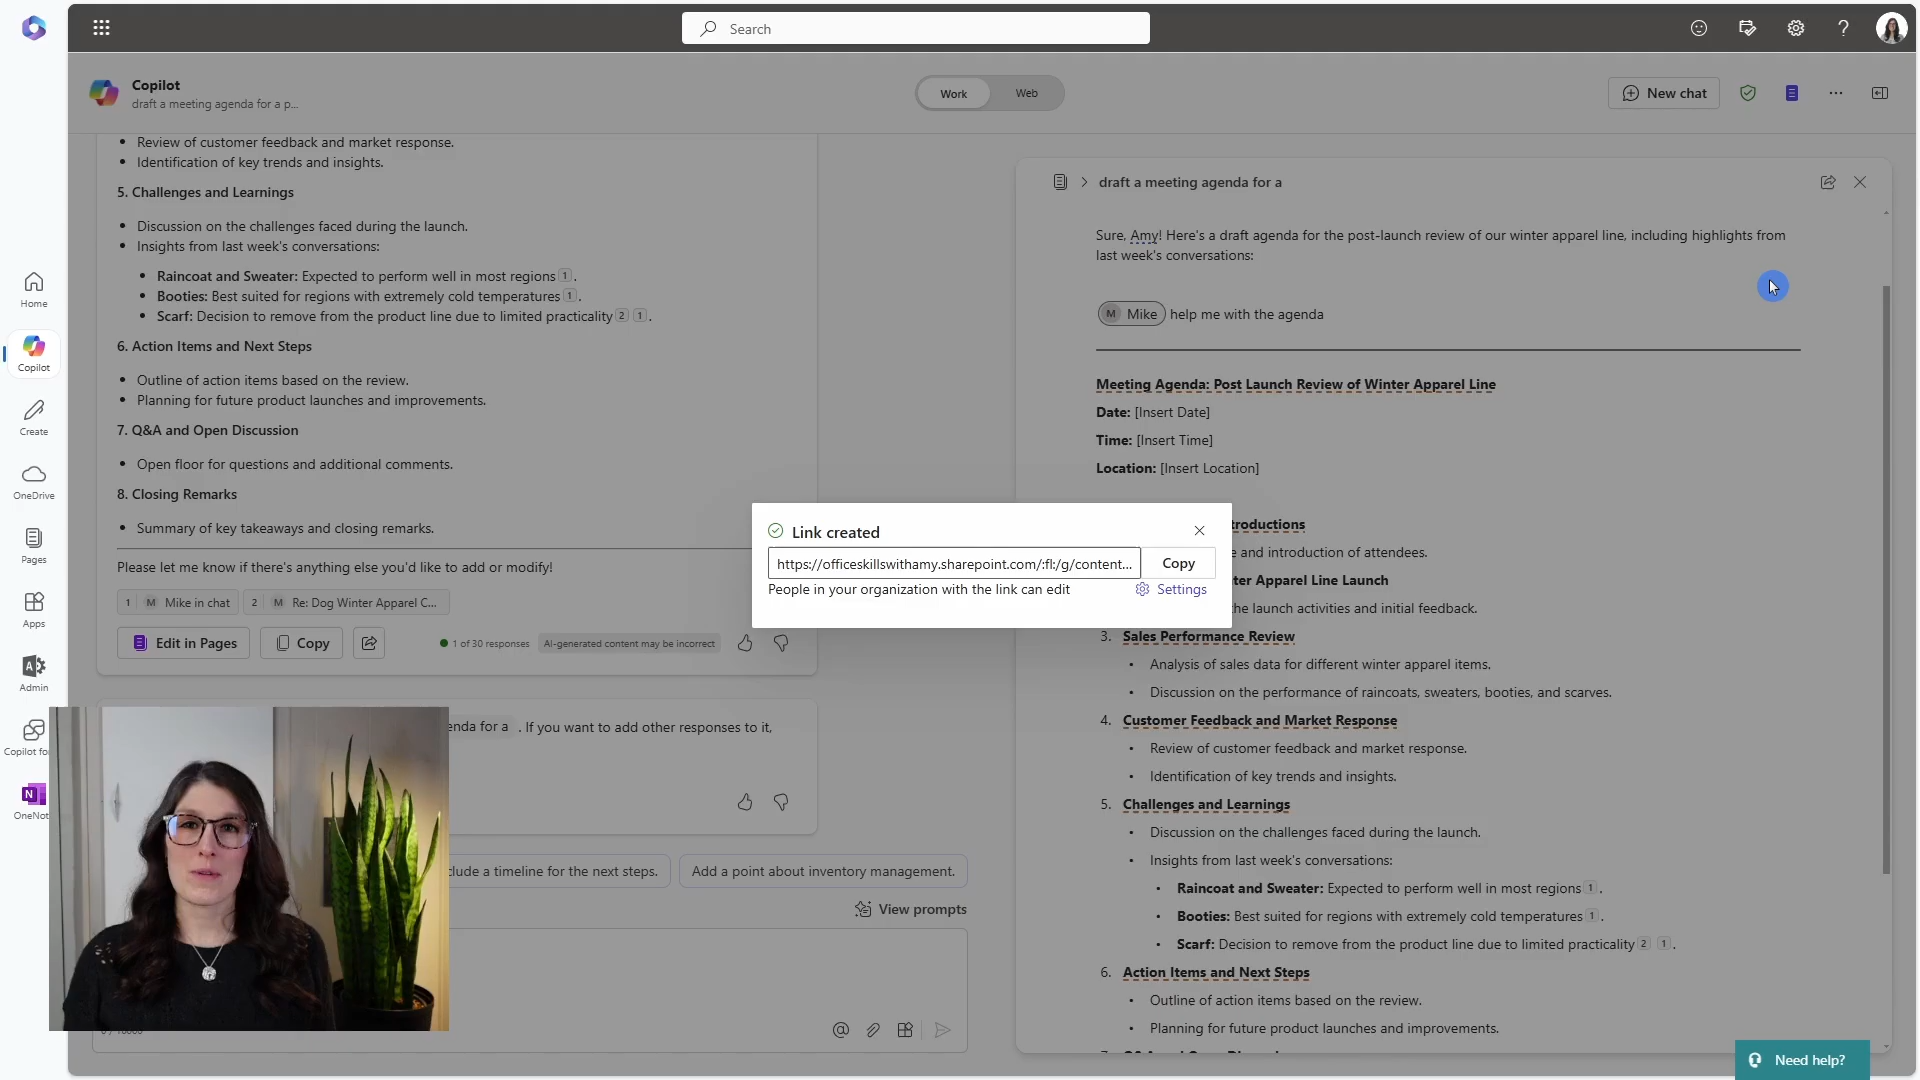 Search
Copilot
draft a meeting agenda for a p...
Work
Web
New chat
Home
Copilot
Create
OneDrive
Pages
Apps
Admin
Copilot fo
OneNot
• Review of customer feedback and market response.
• Identification of key trends and insights.
5. Challenges and Learnings
• Discussion on the challenges faced during the launch.
• Insights from last week's conversations:
• Raincoat and Sweater: Expected to perform well in most regions 1 .
• Booties: Best suited for regions with extremely cold temperatures 1 .
• Scarf: Decision to remove from the product line due to limited practicality 2 1 .
6. Action Items and Next Steps
• Outline of action items based on the review.
• Planning for future product launches and improvements.
7. Q&A and Open Discussion
• Open floor for questions and additional comments.
8. Closing Remarks
• Summary of key takeaways and closing remarks.
Please let me know if there's anything else you'd like to add or modify!
1 M Mike in chat 2 M Re: Dog Winter Apparel C...
Edit in Pages Copy 1 of 30 responses AI-generated content may be incorrect
enda for a . If you want to add other responses to it,
clude a timeline for the next steps. Add a point about inventory management.
View prompts
Link created
https://officeskillswithamy.sharepoint.com/:fl:/g/content... Copy
People in your organization with the link can edit Settings
draft a meeting agenda for a
Sure, Amy! Here's a draft agenda for the post-launch review of our winter apparel line, including highlights from
last week's conversations:
M Mike help me with the agenda
Meeting Agenda: Post Launch Review of Winter Apparel Line
Date: [Insert Date]
Time: [Insert Time]
Location: [Insert Location]
troductions
e and introduction of attendees.
ter Apparel Line Launch
the launch activities and initial feedback.
3. Sales Performance Review
• Analysis of sales data for different winter apparel items.
• Discussion on the performance of raincoats, sweaters, booties, and scarves.
4. Customer Feedback and Market Response
• Review of customer feedback and market response.
• Identification of key trends and insights.
5. Challenges and Learnings
• Discussion on the challenges faced during the launch.
• Insights from last week's conversations:
• Raincoat and Sweater: Expected to perform well in most regions 1 .
• Booties: Best suited for regions with extremely cold temperatures 1 .
• Scarf: Decision to remove from the product line due to limited practicality 2 1 .
6. Action Items and Next Steps
• Outline of action items based on the review.
• Planning for future product launches and improvements.
Need help?